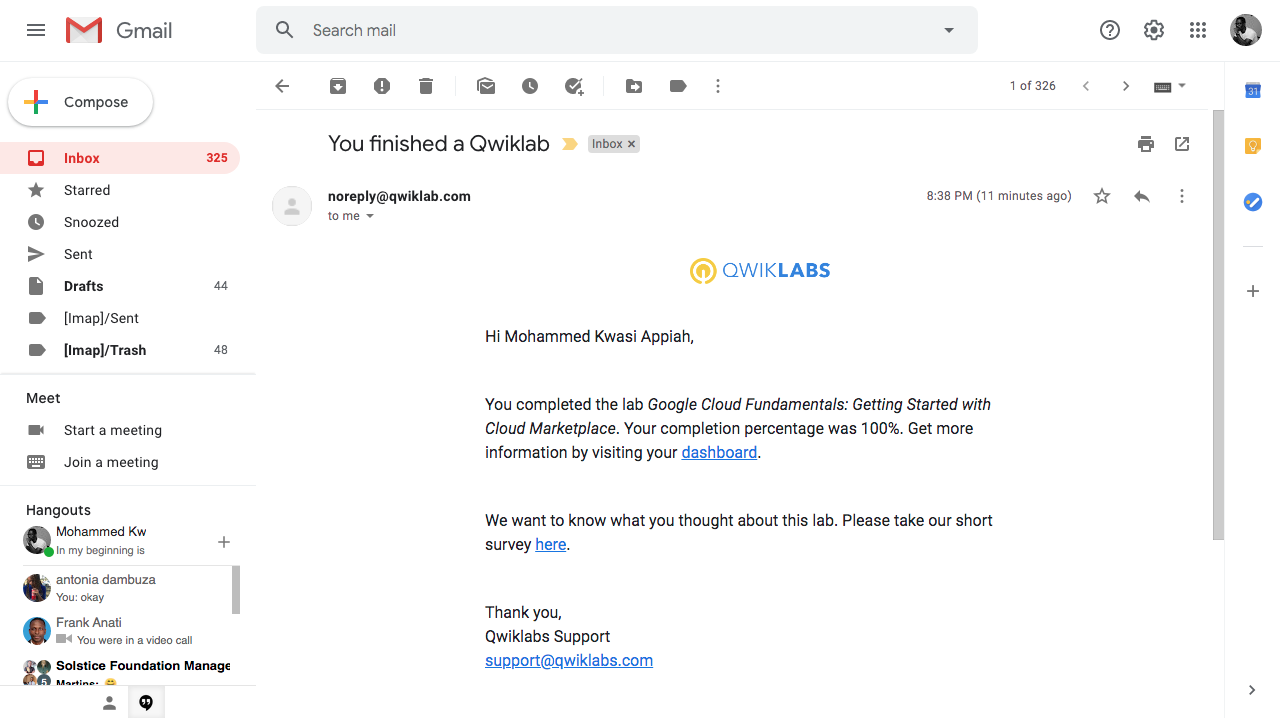 Gmail
Search mail
Compose
1 of 326
Inbox 325
Starred
Snoozed
Sent
Drafts 44
[Imap]/Sent
[Imap]/Trash 48
Meet
Start a meeting
Join a meeting
Hangouts
Mohammed Kw
In my beginning is
antonia dambuza
You: okay
Frank Anati
You were in a video call
Solstice Foundation Manage
5
Martins: 
You finished a Qwiklab Inbox ×
noreply@qwiklab.com 8:38 PM (11 minutes ago)
to me
QWIKLABS
Hi Mohammed Kwasi Appiah,
You completed the lab Google Cloud Fundamentals: Getting Started with
Cloud Marketplace. Your completion percentage was 100%. Get more
information by visiting your dashboard.
We want to know what you thought about this lab. Please take our short
survey here.
Thank you,
Qwiklabs Support
support@qwiklabs.com
31